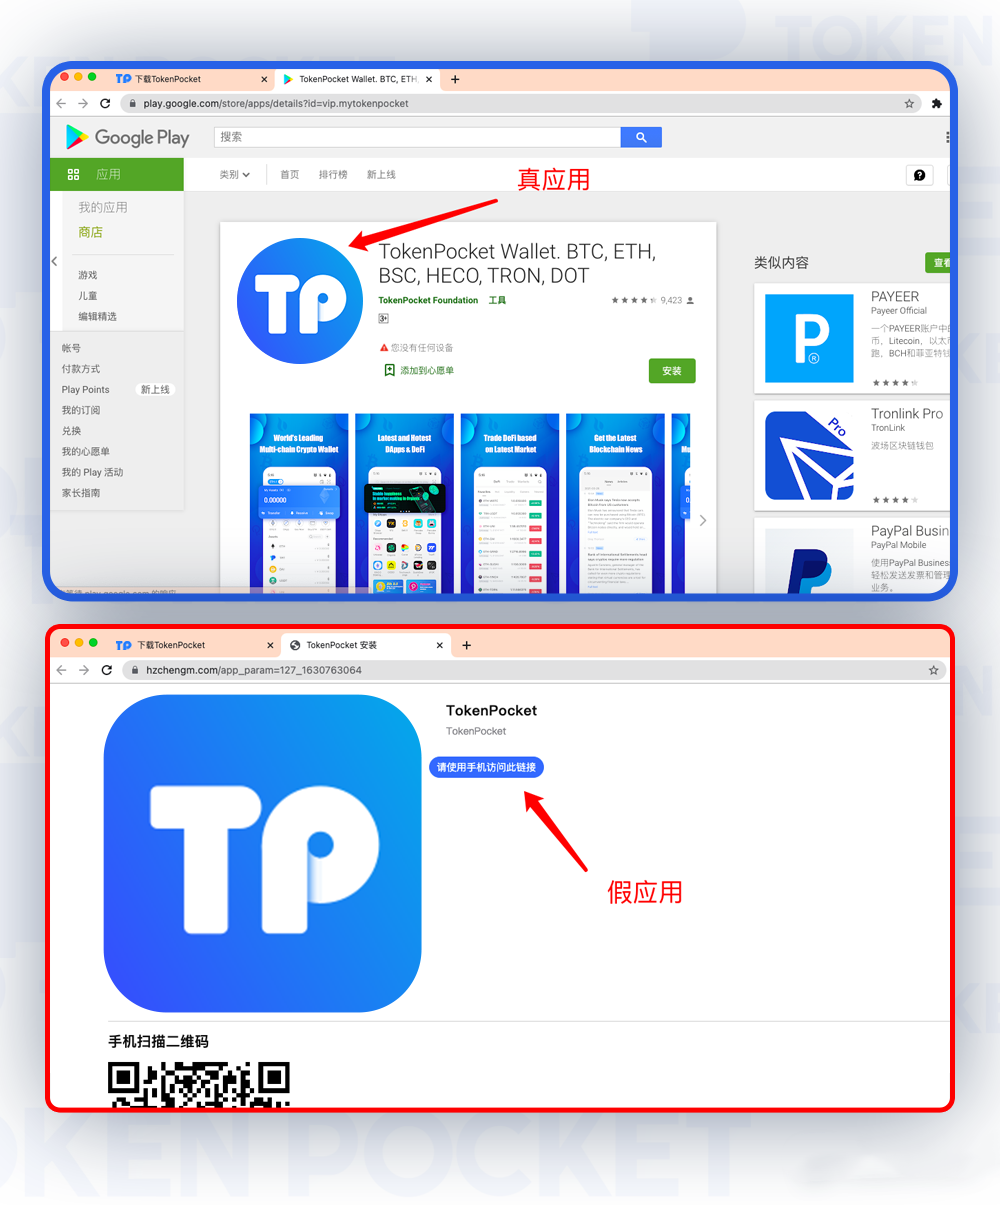 TOKEN
TP 下载TokenPocket
TokenPocket Wallet. BTC, ETH,
play.google.com/store/apps/details?id=vip.mytokenpocket
Google Play
搜索
应用
类别
首页
排行榜
新上线
真应用
我的应用
商店
游戏
儿童
编辑精选
帐号
付款方式
Play Points
新上线
我的订阅
兑换
我的心愿单
我的 Play 活动
家长指南
TP
TokenPocket Wallet. BTC, ETH,
BSC, HECO, TRON, DOT
TokenPocket Foundation 工具
9,423
3+
您没有任何设备
添加到心愿单
安装
World's Leading
Multi-chain Crypto Wallet
0.00000
Latest and Hotest
DApps & DeFi
Trade DeFi based
on Latest Market
Get the Latest
Blockchain News
类似内容
查看
P
PAYEER
Payeer Official
一个PAYEER账户中的
币，Litecoin，以太
跑，BCH和菲亚特钱
Pro
Tronlink Pro
TronLink
波场区块链钱包
PayPal Busin
PayPal Mobile
使用PayPal Business
轻松发送发票和管理
业务。
TP 下载TokenPocket
TokenPocket 安装
hzchengm.com/app_param=127_1630763064
TP
TokenPocket
TokenPocket
请使用手机访问此链接
假应用
手机扫描二维码
TOKEN POCKET